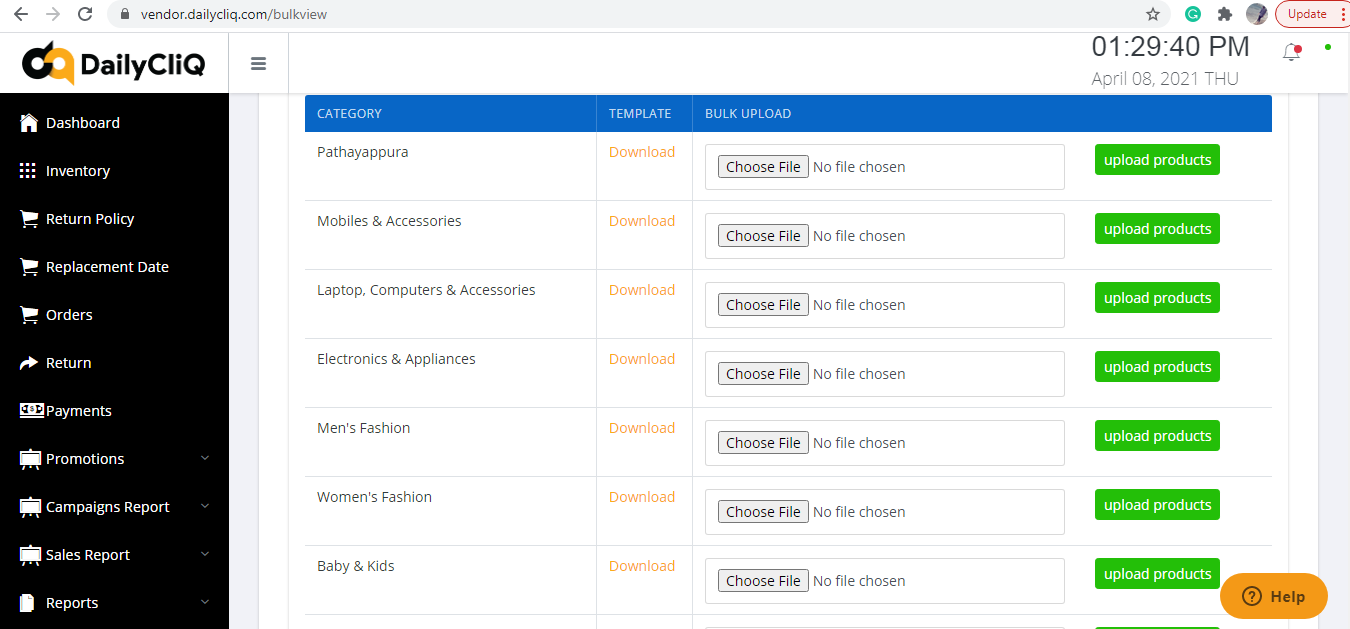 vendor.dailycliq.com/bulkview
Update
DailyCliQ
01:29:40 PM
April 08, 2021 THU
Dashboard
Inventory
Return Policy
Replacement Date
Orders
Return
Payments
Promotions
Campaigns Report
Sales Report
Reports
CATEGORY TEMPLATE BULK UPLOAD
Pathayappura Download Choose File No file chosen upload products
Mobiles & Accessories Download Choose File No file chosen upload products
Laptop, Computers & Accessories Download Choose File No file chosen upload products
Electronics & Appliances Download Choose File No file chosen upload products
Men's Fashion Download Choose File No file chosen upload products
Women's Fashion Download Choose File No file chosen upload products
Baby & Kids Download Choose File No file chosen upload products
Help